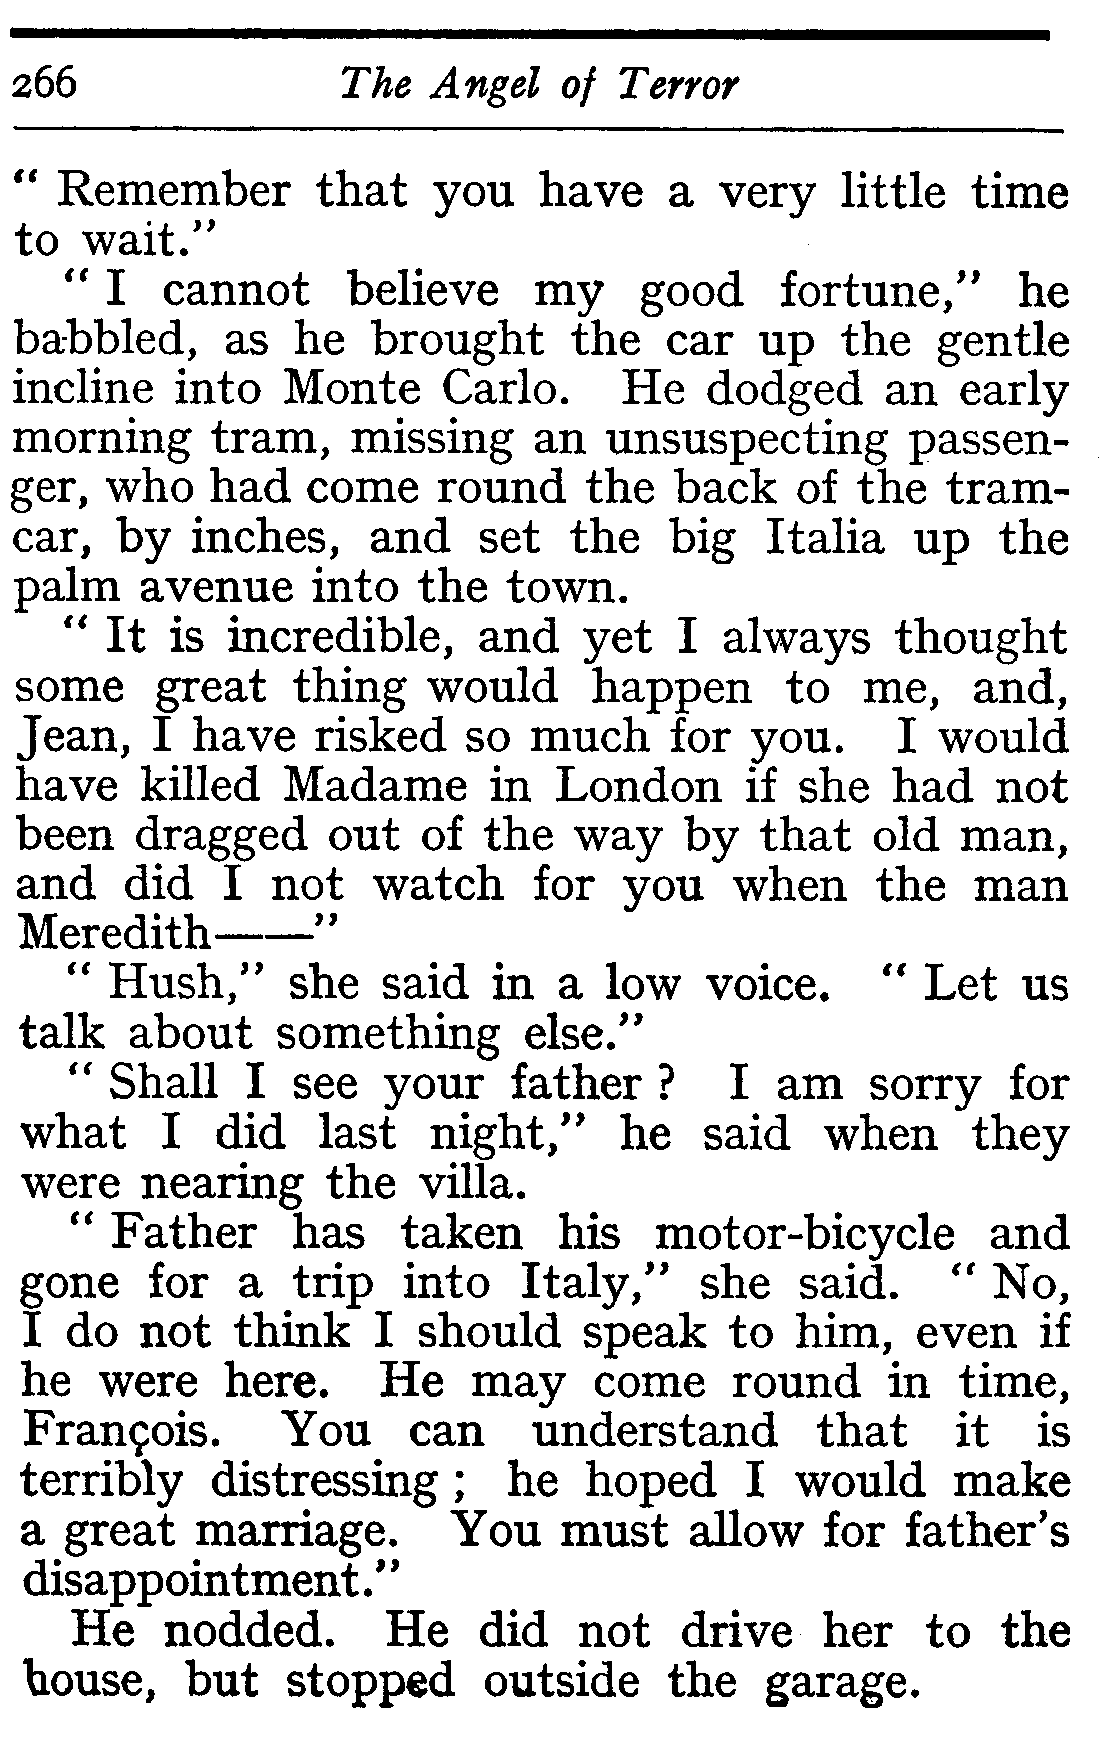 266 The Angel of Terror
“ Remember that you have a very little time
to wait.”
“ I cannot believe my good fortune,” he
babbled, as he brought the car up the gentle
incline into Monte Carlo. He dodged an early
morning tram, missing an unsuspecting passen-
ger, who had come round the back of the tram-
car, by inches, and set the big Italia up the
palm avenue into the town.
“ It is incredible, and yet I always thought
some great thing would happen to me, and,
Jean, I have risked so much for you. I would
have killed Madame in London if she had not
been dragged out of the way by that old man,
and did I not watch for you when the man
Meredith——”
“ Hush,” she said in a low voice. “ Let us
talk about something else.”
“ Shall I see your father ? I am sorry for
what I did last night,” he said when they
were nearing the villa.
“ Father has taken his motor-bicycle and
gone for a trip into Italy,” she said. “ No,
I do not think I should speak to him, even if
he were here. He may come round in time,
François. You can understand that it is
terribly distressing ; he hoped I would make
a great marriage. You must allow for father’s
disappointment.”
He nodded. He did not drive her to the
house, but stopped outside the garage.